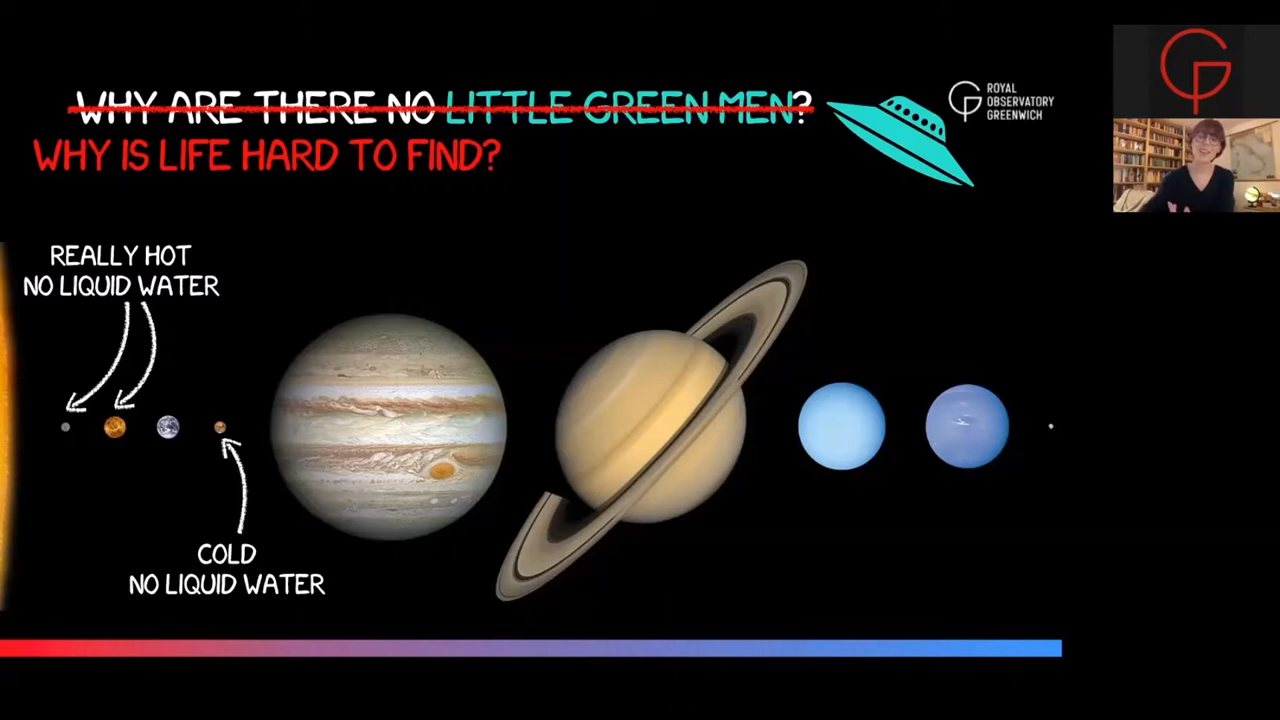 WHY ARE THERE NO LITTLE GREEN MEN?
WHY IS LIFE HARD TO FIND?
ROYAL
OBSERVATORY
GREENWICH
REALLY HOT
NO LIQUID WATER
COLD
NO LIQUID WATER